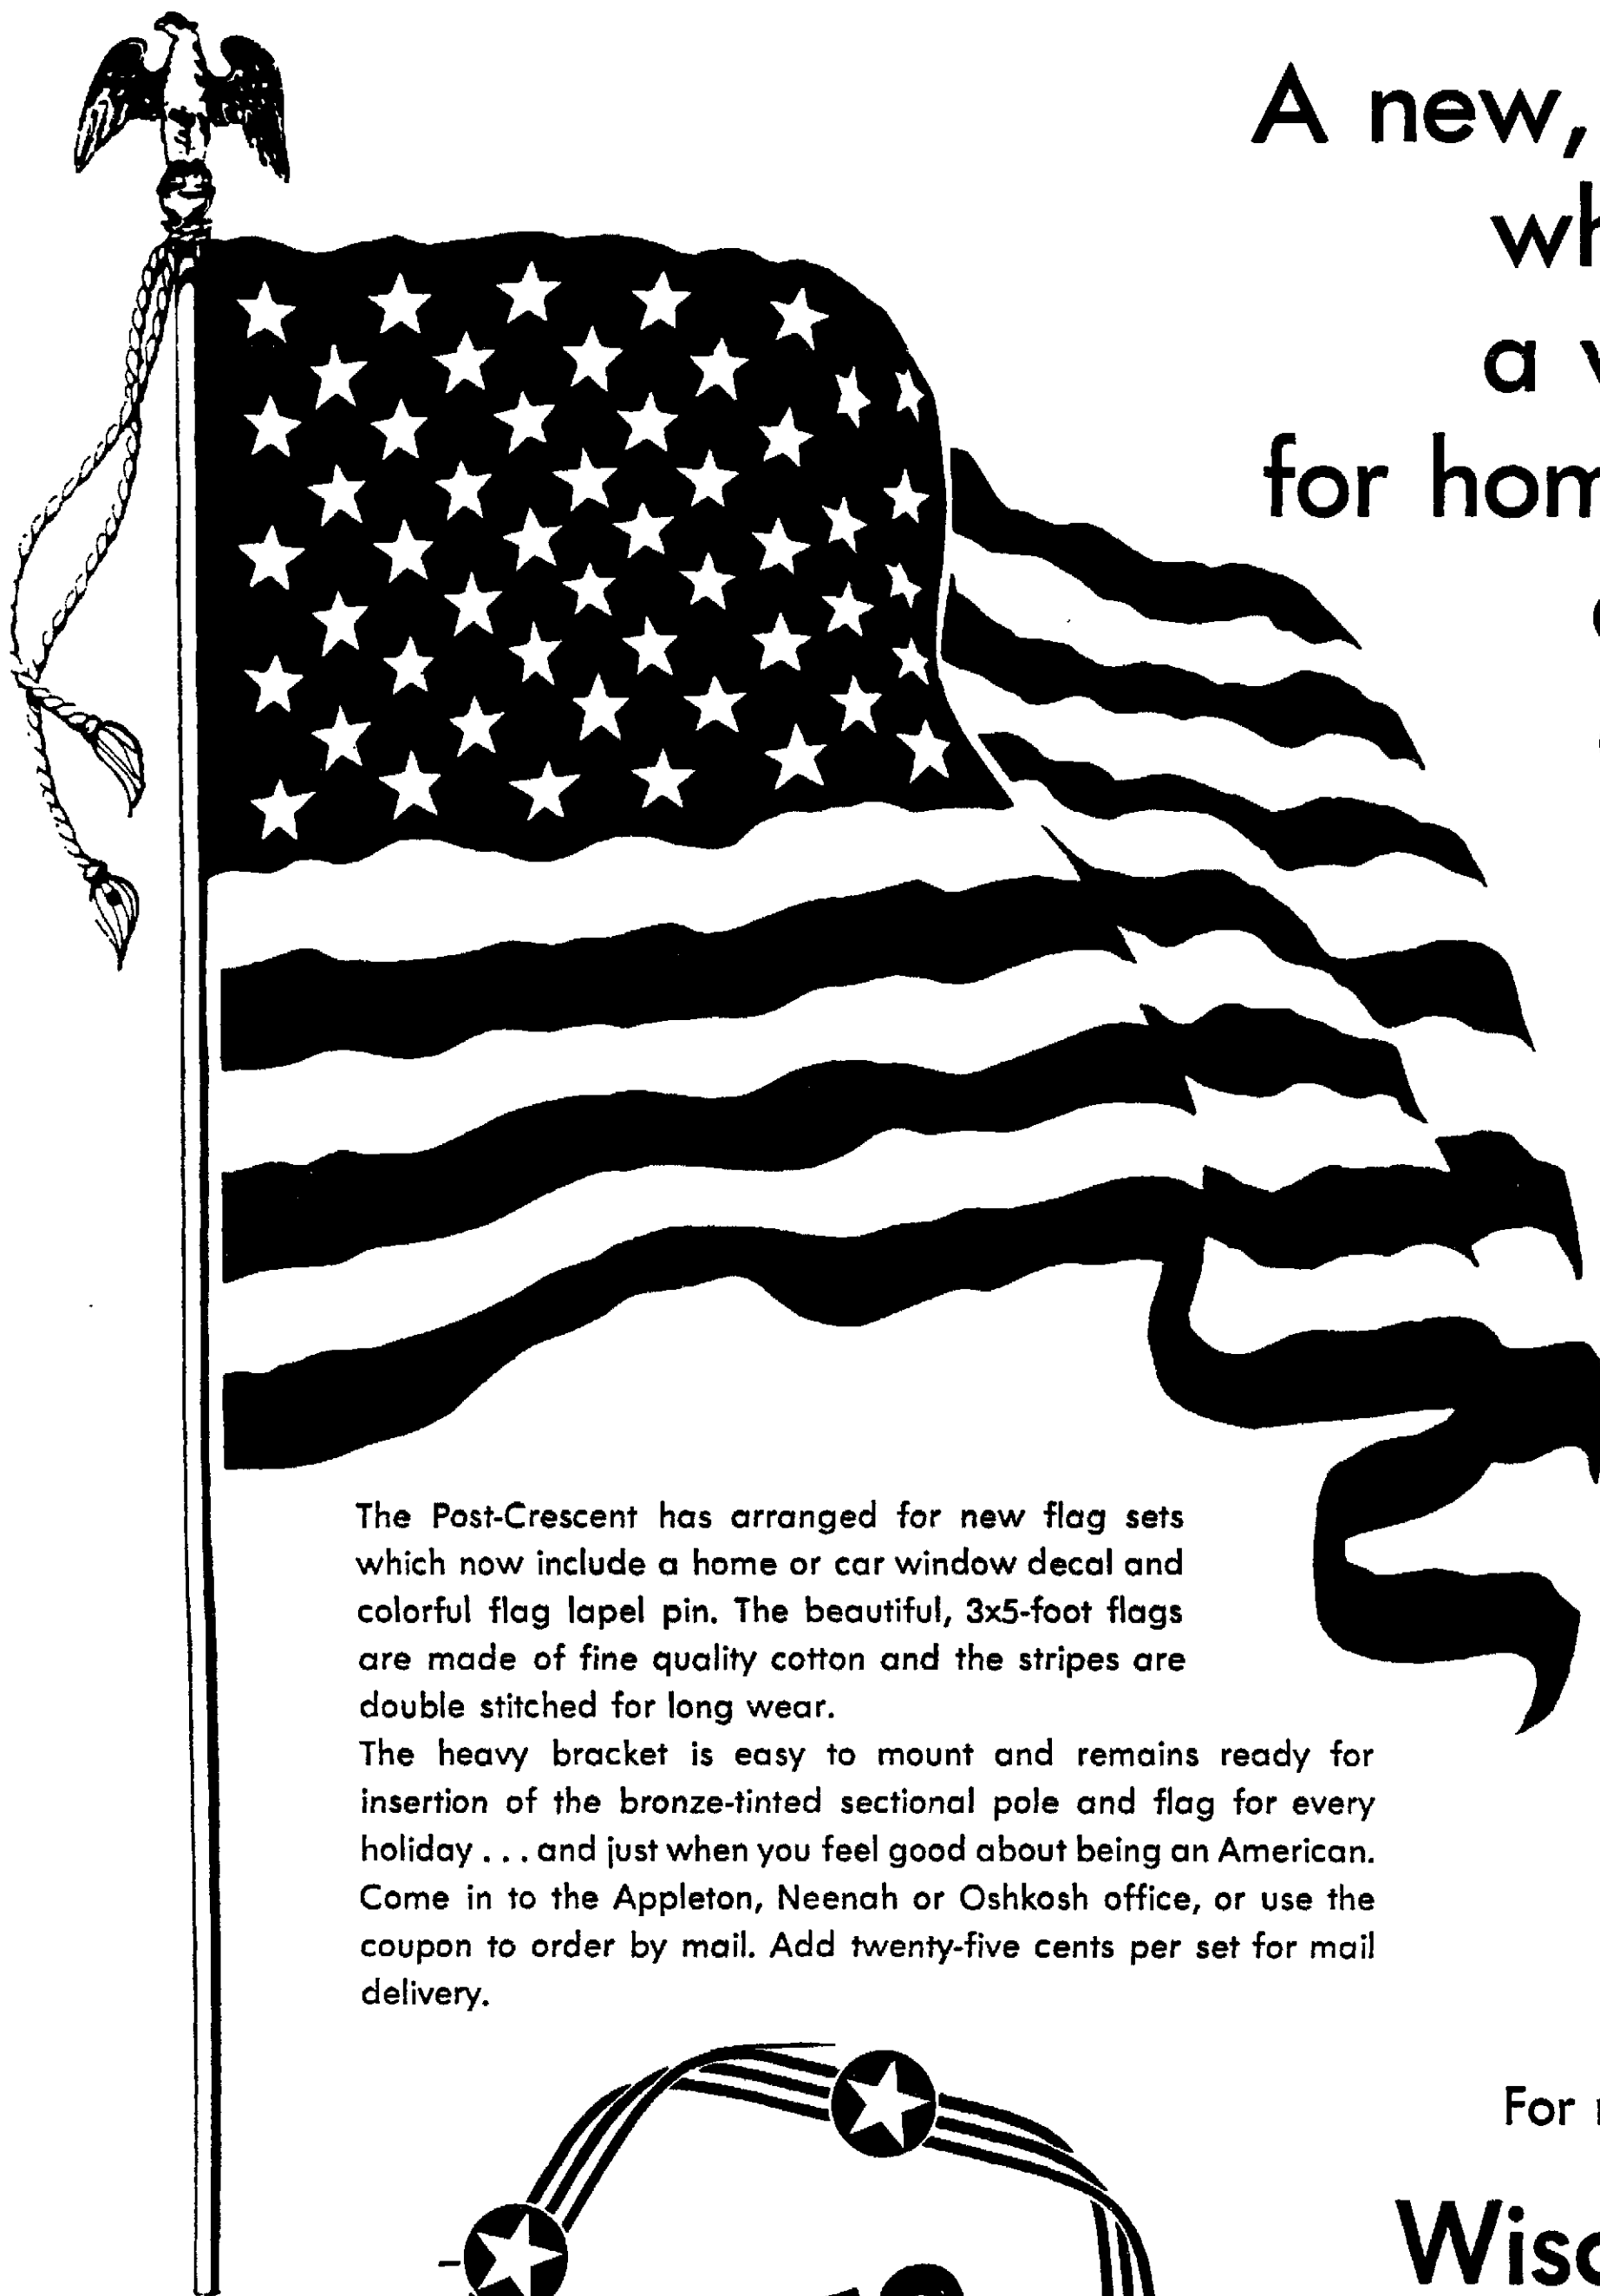 A new,
a
for
The Post-Crescent has arranged for new flag sets
which now include a home or car window decal and
colorful flag lapel pin. The beautiful, 3x5-foot flags
are made of fine quality cotton and the stripes are
double stitched for long wear.
The heavy bracket is easy to mount and remains ready for
insertion of the bronze-tinted sectional pole and flag for every
holiday . . . and just when you feel good about being an American.
Come in to the Appleton, Neenah or Oshkosh office, or use the
coupon to order by mail. Add twenty-five cents per set for mail
delivery.
For